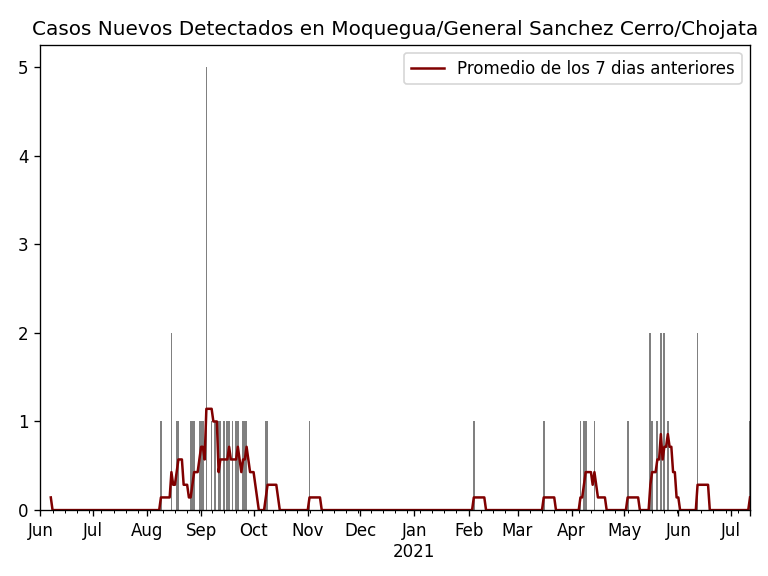 Casos Nuevos Detectados en Moquegua/General Sanchez Cerro/Chojata
Promedio de los 7 dias anteriores
5
4
3
2
1
0
Jun Jul Aug Sep Oct Nov Dec Jan Feb Mar Apr May Jun Jul
2021